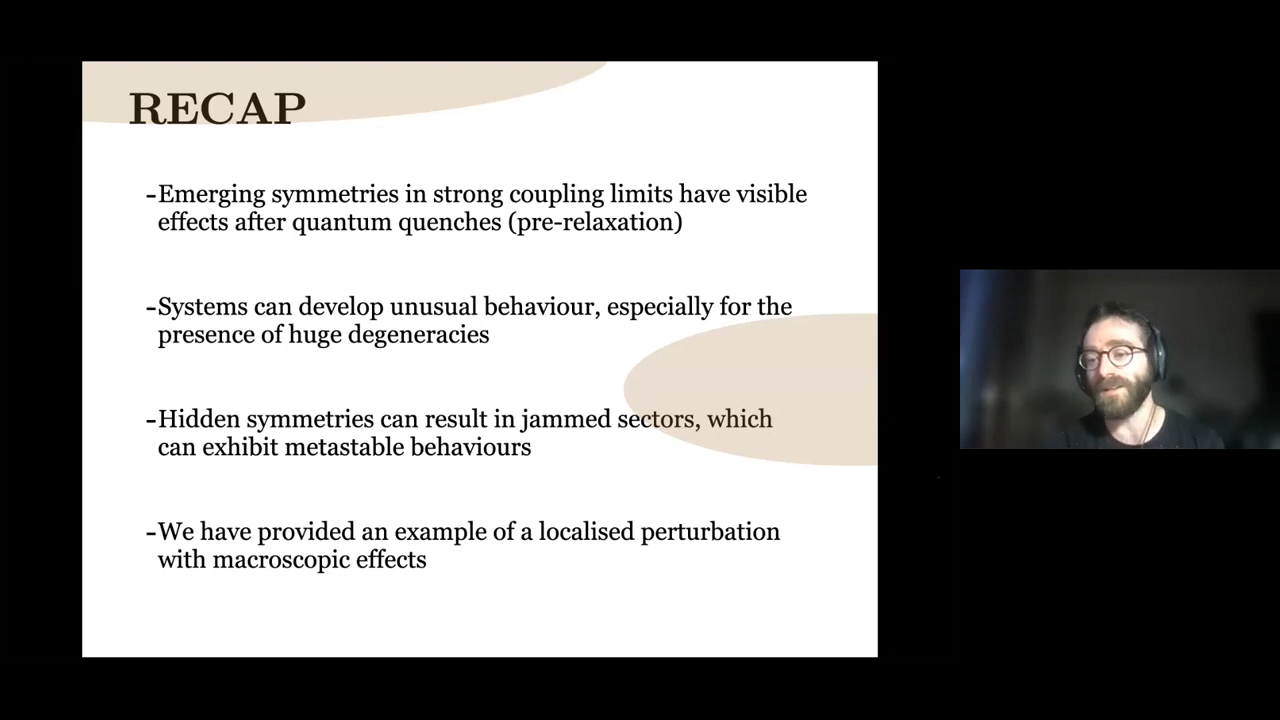 RECAP
-Emerging symmetries in strong coupling limits have visible
effects after quantum quenches (pre-relaxation)
-Systems can develop unusual behaviour, especially for the
presence of huge degeneracies
-Hidden symmetries can result in jammed sectors, which
can exhibit metastable behaviours
-We have provided an example of a localised perturbation
with macroscopic effects